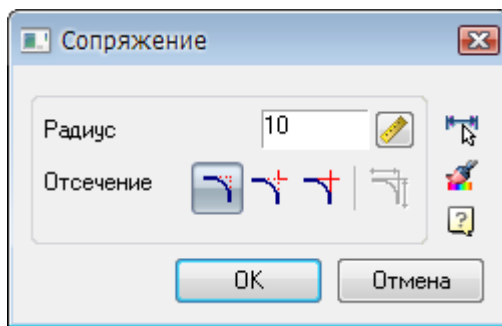 Сопряжение
Радиус 10
Отсечение
?
OK Отмена